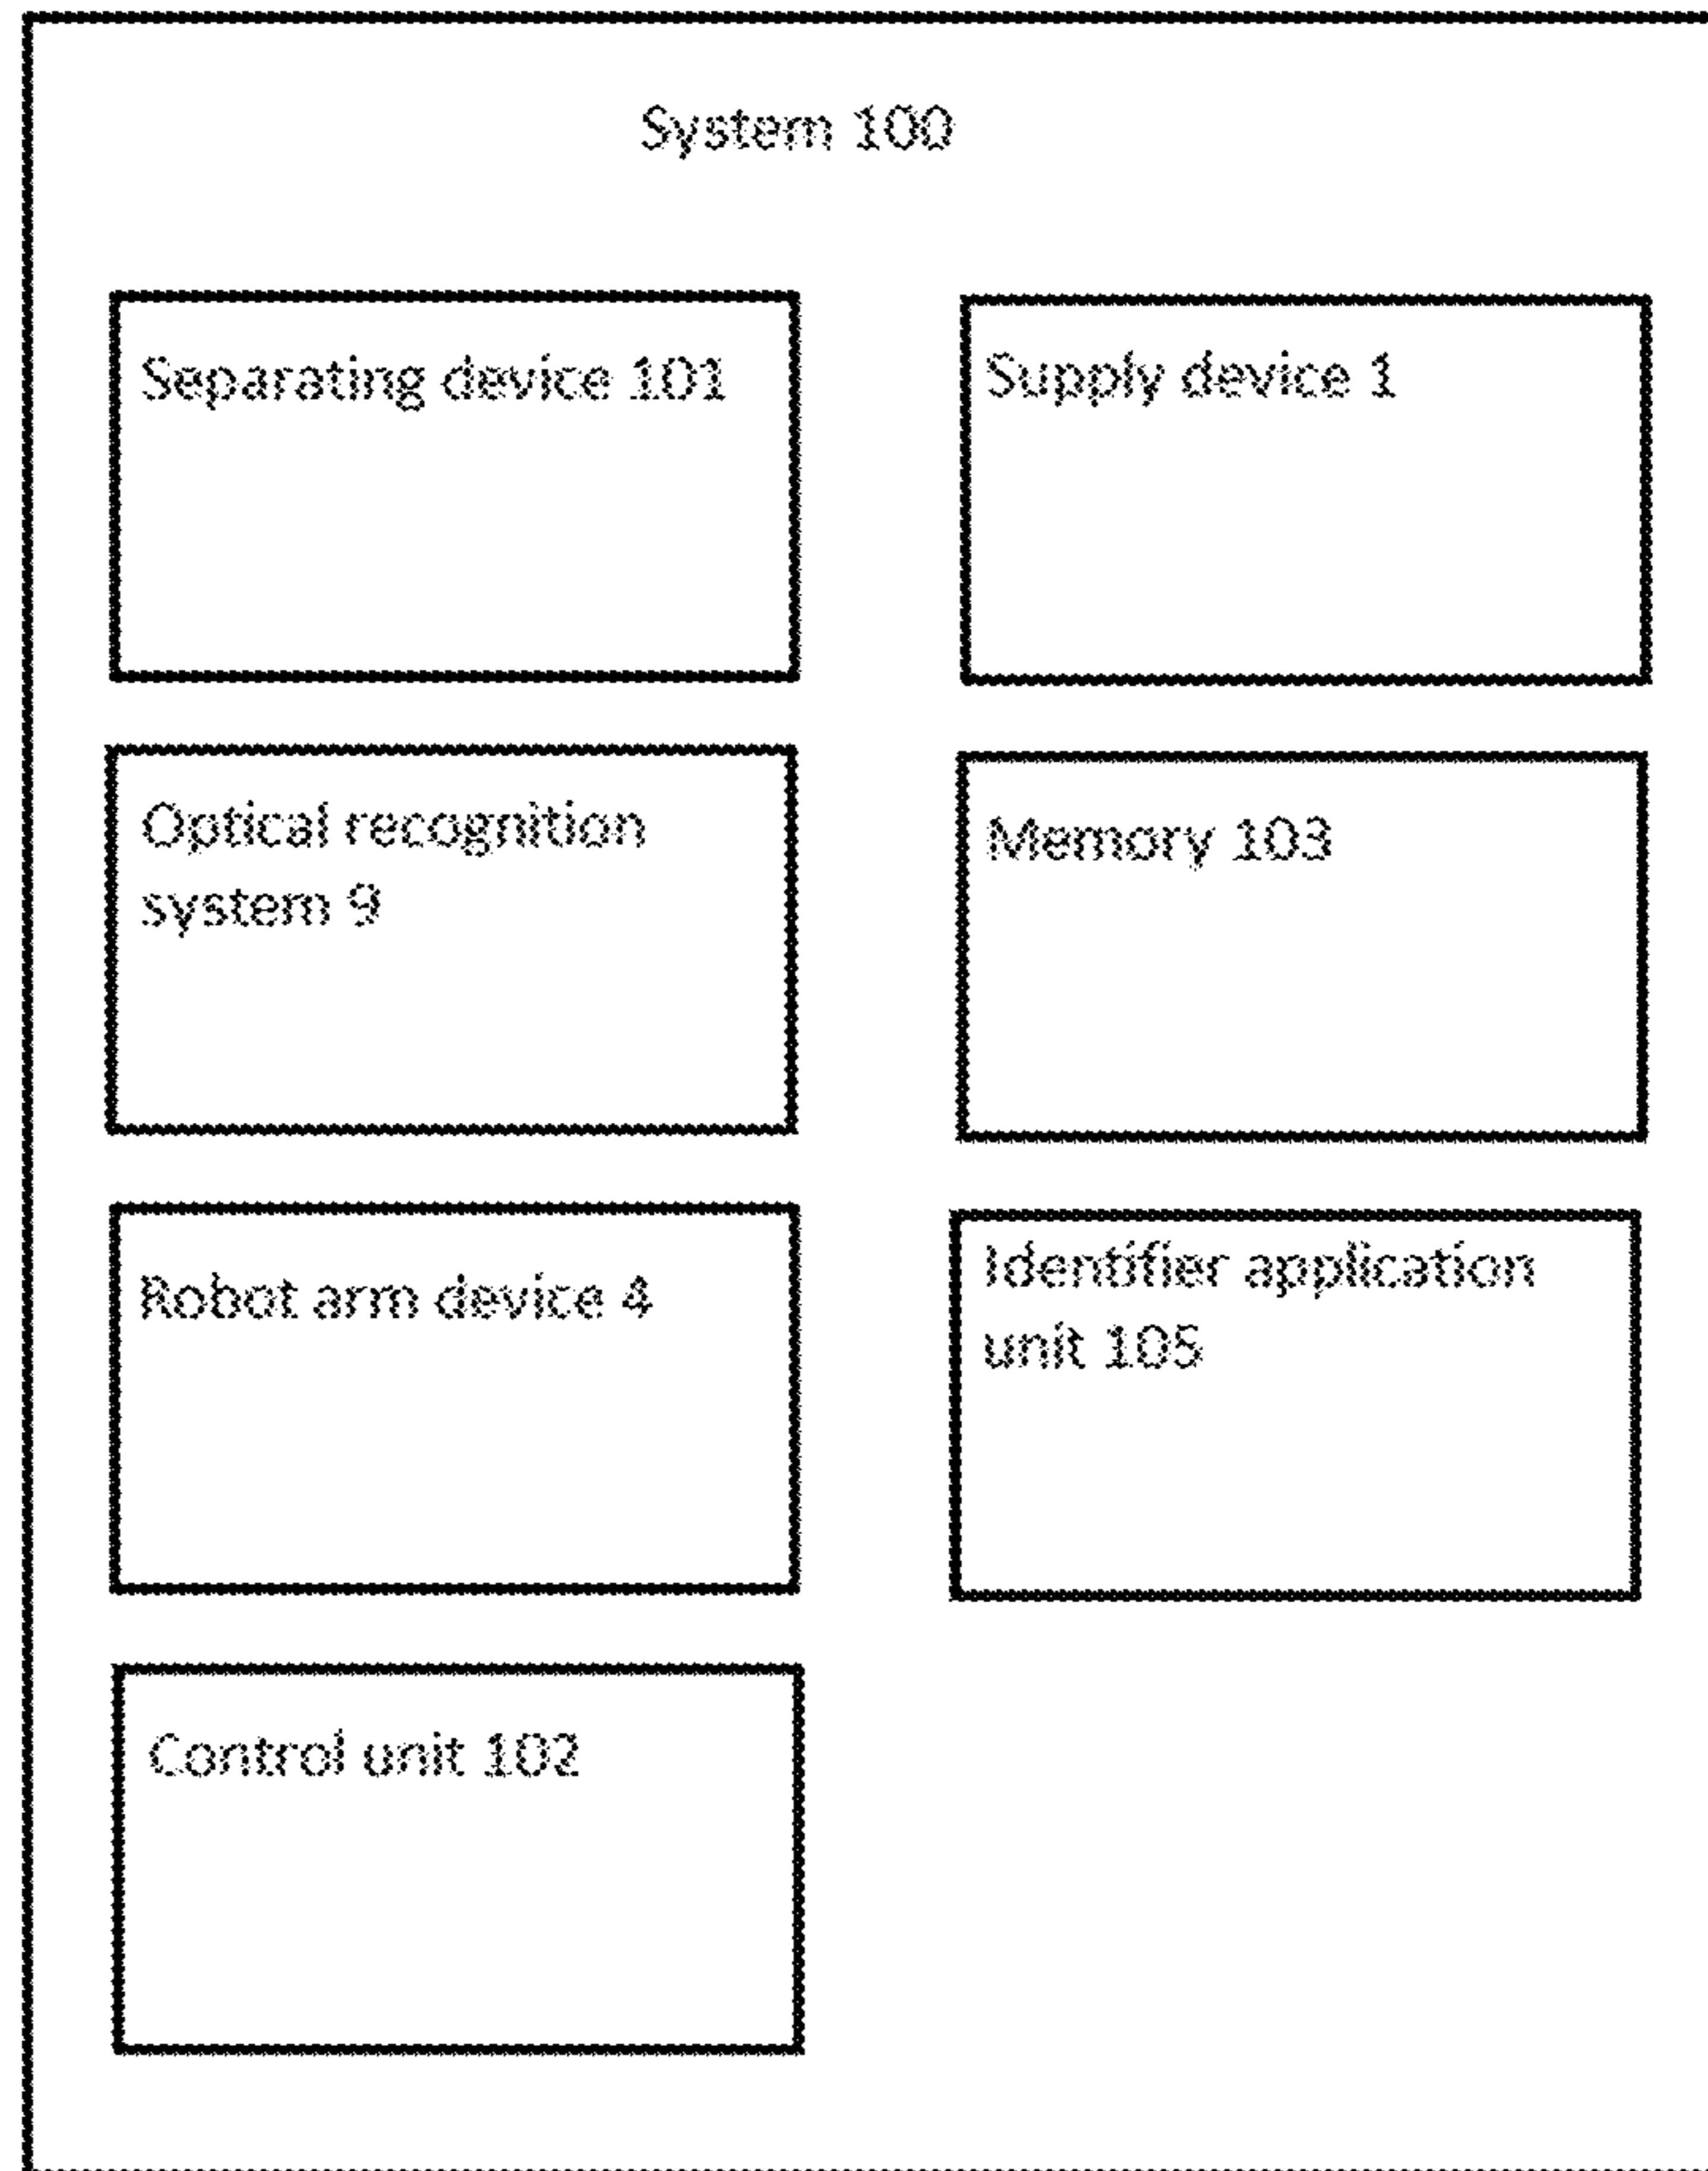 System 100
Separating device 101
Supply device 1
Optical recognition
system 9
Memory 103
Robot arm device 4
Identifier application
unit 105
Control unit 102